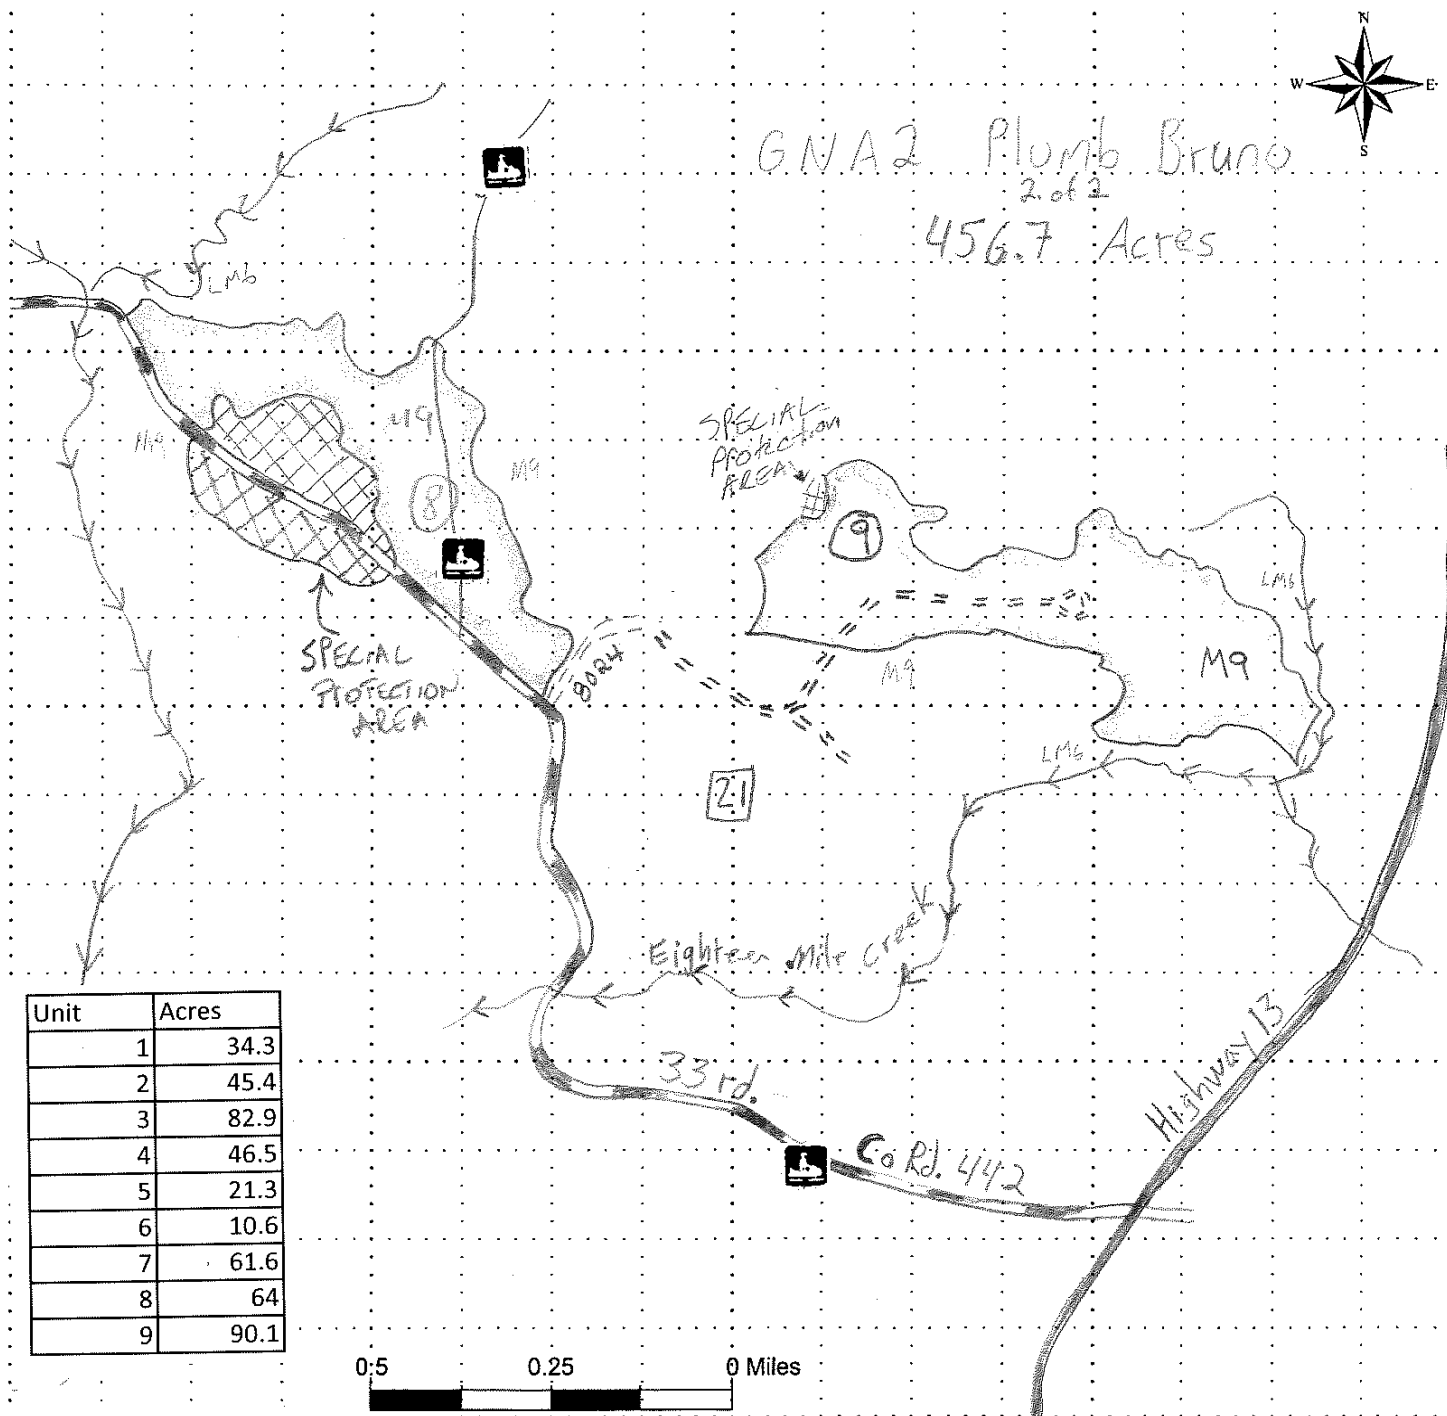 N
W E
S
GNA2 Plumb Bruno
2 of 2
456.7 Acres
LM6
M9
M9
M9
8
SPECIAL
PROTECTION
AREA
SPECIAL
PROTECTION
AREA
9
LM6
M9
M9
8024
LM6
21
Eighteen Mile Creek
33 rd.
Co Rd. 442
Highway 13
Unit Acres
1 34.3
2 45.4
3 82.9
4 46.5
5 21.3
6 10.6
7 61.6
8 64
9 90.1
0.5 0.25 0 Miles